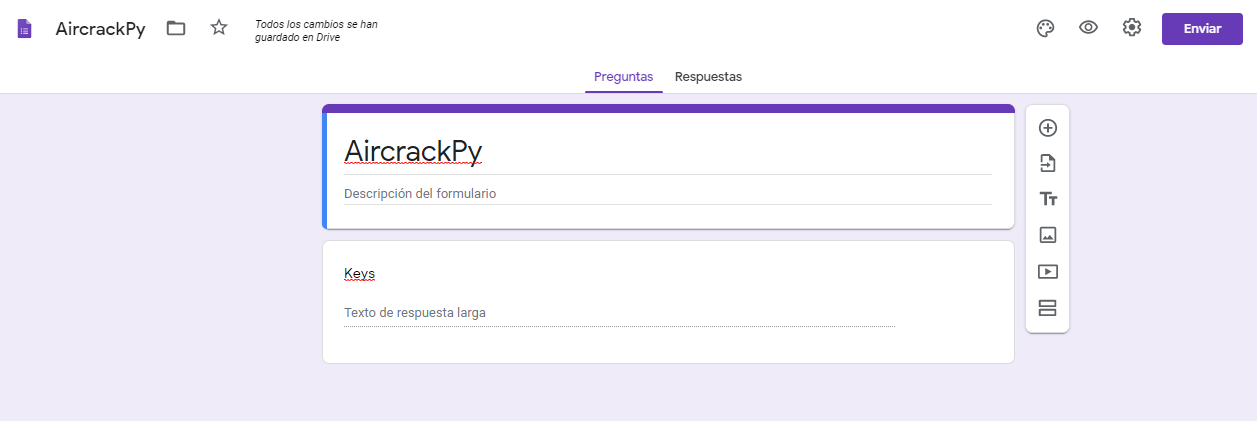 AircrackPy
Todos los cambios se han
guardado en Drive
Enviar
Preguntas
Respuestas
AircrackPy
Descripción del formulario
Tт
Keys
Texto de respuesta larga